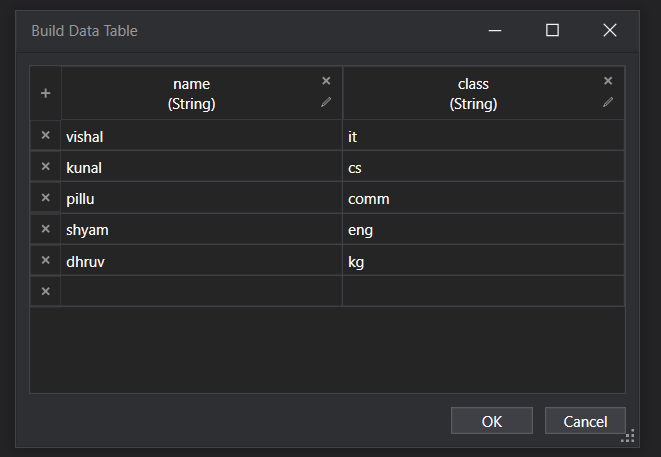 Build Data Table
name
(String)
class
(String)
vishal it
kunal cs
pillu comm
shyam eng
dhruv kg
OK Cancel